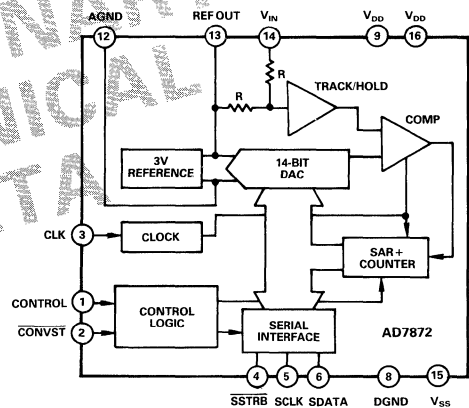 AGND
REF OUT
VIN
VDD
VDD
12
13
14
9
16
R
R
TRACK/HOLD
COMP
3V
REFERENCE
14-BIT
DAC
CLK
3
CLOCK
SAR+
COUNTER
CONTROL
1
CONVST
2
CONTROL
LOGIC
SERIAL
INTERFACE
AD7872
4
5
6
8
15
SSTRB
SCLK
SDATA
DGND
VSS